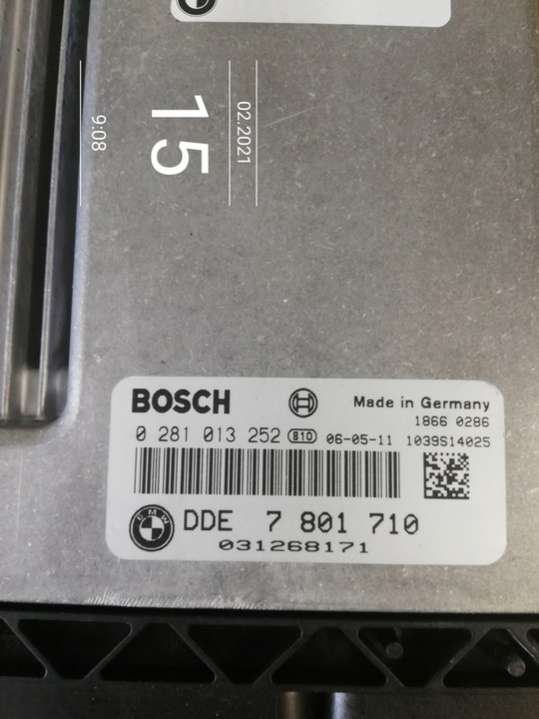 9:08
15
02.2021
BOSCH
Made in Germany
1866 0286
0 281 013 252 810 06-05-11 1039S14025
BMW DDE 7 801 710
031268171